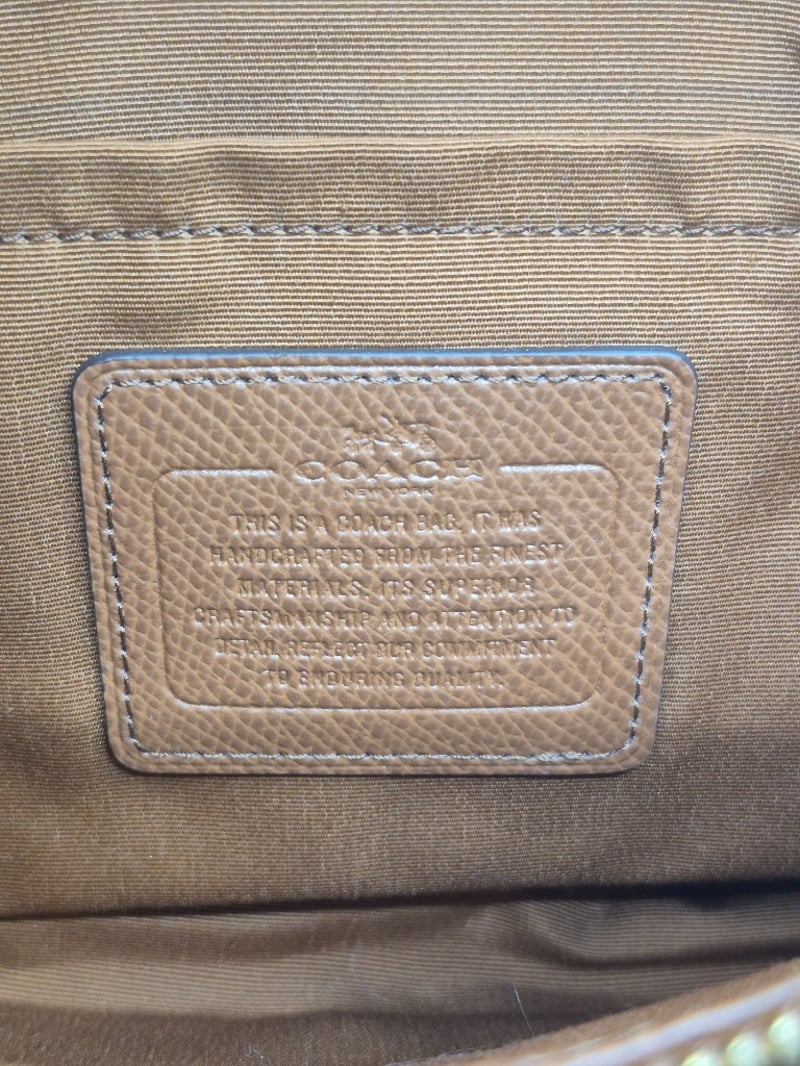 COACH
NEW YORK
THIS IS A COACH BAG. IT WAS
HANDCRAFTED FROM THE FINEST
MATERIALS. ITS SUPERIOR
CRAFTSMANSHIP AND ATTENTION TO
DETAIL REFLECT OUR COMMITMENT
TO ENDURING QUALITY.